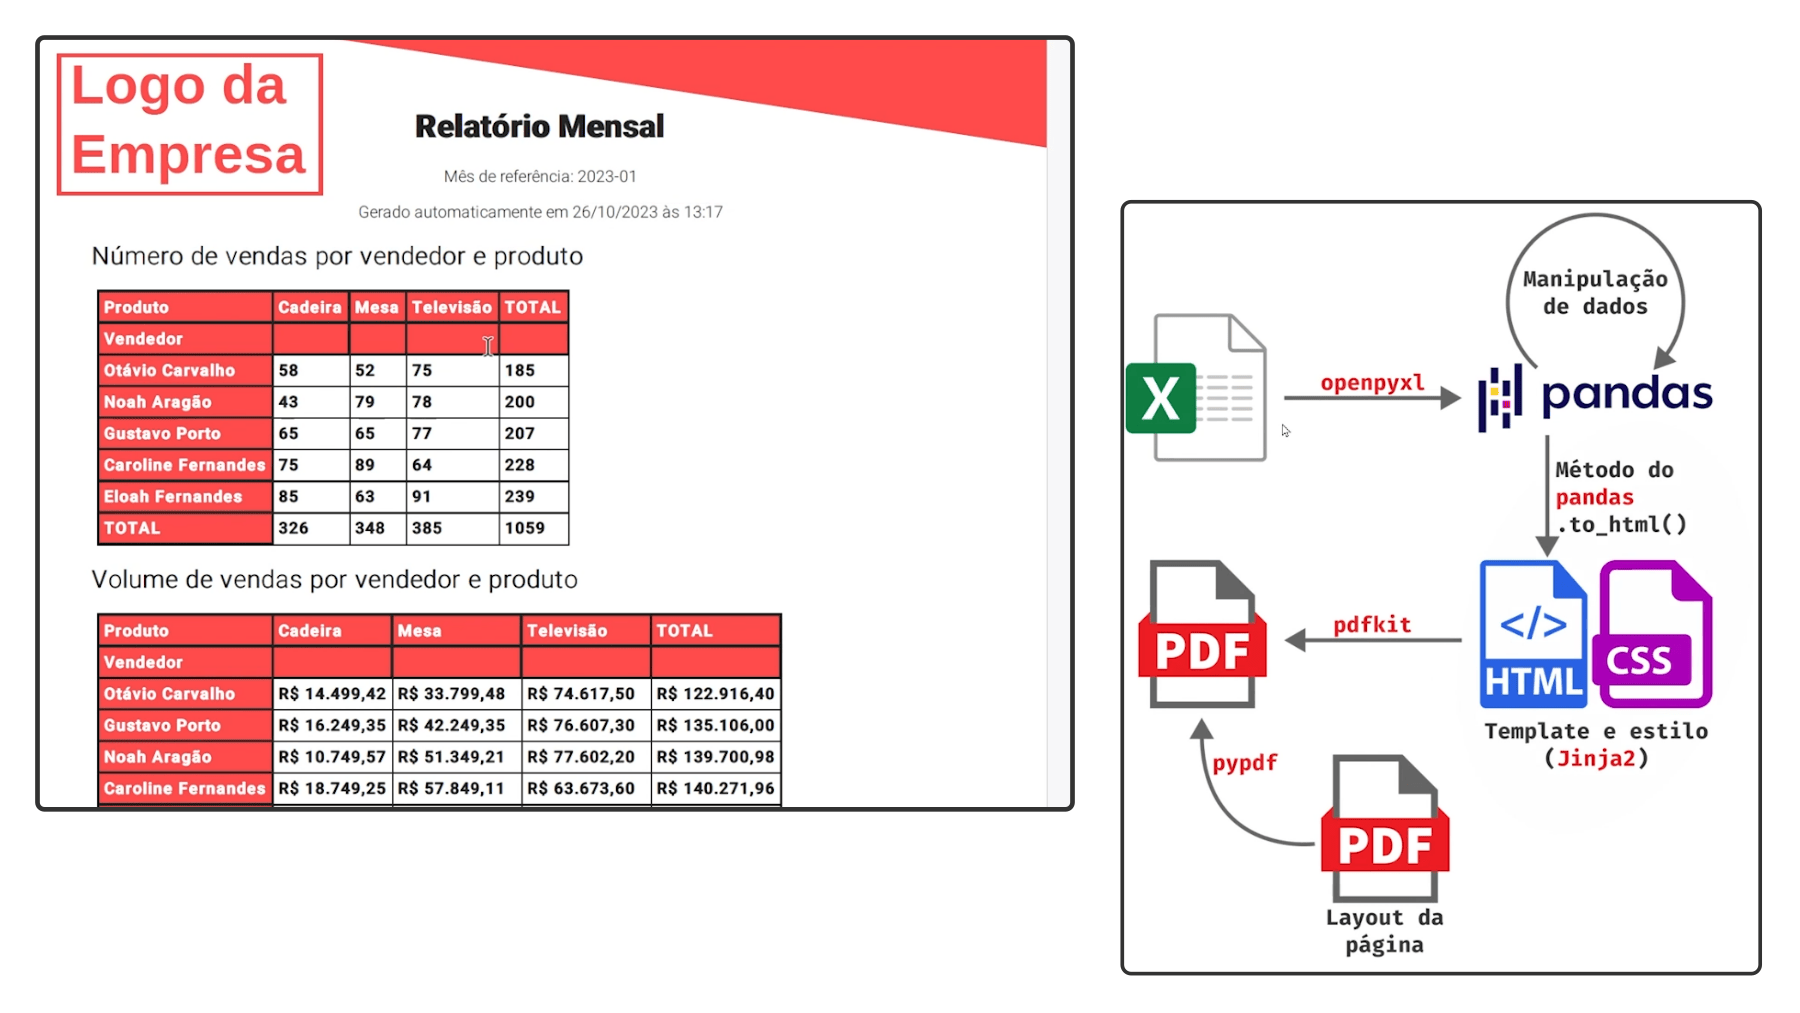 Logo da
Empresa
Relatório Mensal
Mês de referência: 2023-01
Gerado automaticamente em 26/10/2023 às 13:17
Número de vendas por vendedor e produto
Produto Cadeira Mesa Televisão TOTAL
Vendedor
Otávio Carvalho 58 52 75 185
Noah Aragão 43 79 78 200
Gustavo Porto 65 65 77 207
Caroline Fernandes 75 89 64 228
Eloah Fernandes 85 63 91 239
TOTAL 326 348 385 1059
Volume de vendas por vendedor e produto
Produto Cadeira Mesa Televisão TOTAL
Vendedor
Otávio Carvalho R$ 14.499,42 R$ 33.799,48 R$ 74.617,50 R$ 122.916,40
Gustavo Porto R$ 16.249,35 R$ 42.249,35 R$ 76.607,30 R$ 135.106,00
Noah Aragão R$ 10.749,57 R$ 51.349,21 R$ 77.602,20 R$ 139.700,98
Caroline Fernandes R$ 18.749,25 R$ 57.849,11 R$ 63.673,60 R$ 140.271,96
Manipulação
de dados
X
openpyxl
pandas
Método do
pandas
.to_html()
</>
HTML
CSS
Template e estilo
(Jinja2)
pdfkit
PDF
pypdf
PDF
Layout da
página